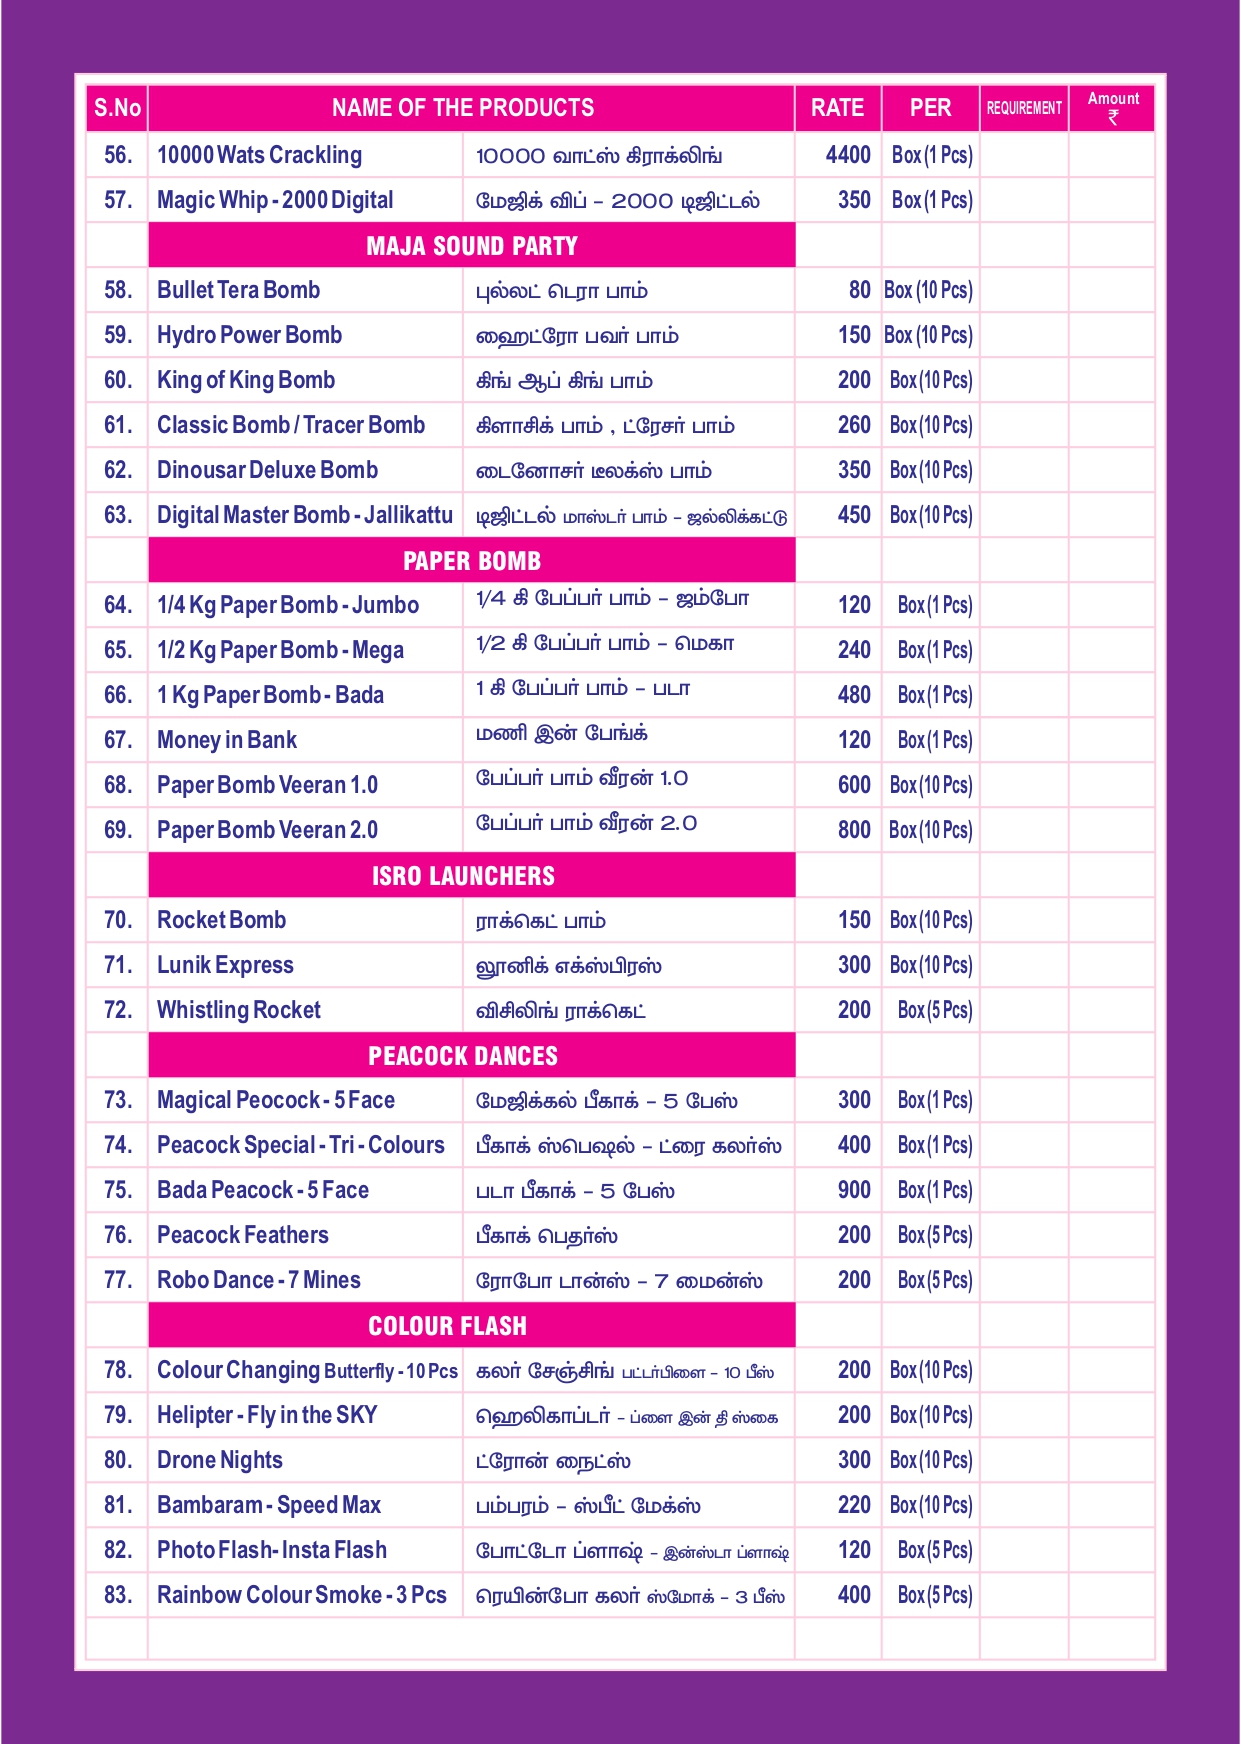 S.No NAME OF THE PRODUCTS RATE PER REQUIREMENT Amount ₹
56. 10000 Wats Crackling 10000 வாட்ஸ் கிராக்லிங் 4400 Box (1 Pcs)
57. Magic Whip - 2000 Digital மேஜிக் விப் - 2000 டிஜிட்டல் 350 Box (1 Pcs)
MAJA SOUND PARTY
58. Bullet Tera Bomb புல்லட் டெரா பாம் 80 Box (10 Pcs)
59. Hydro Power Bomb ஹைட்ரோ பவர் பாம் 150 Box (10 Pcs)
60. King of King Bomb கிங் ஆப் கிங் பாம் 200 Box (10 Pcs)
61. Classic Bomb / Tracer Bomb கிளாசிக் பாம் , ட்ரேசர் பாம் 260 Box (10 Pcs)
62. Dinousar Deluxe Bomb டைனோசர் டீலக்ஸ் பாம் 350 Box (10 Pcs)
63. Digital Master Bomb - Jallikattu டிஜிட்டல் மாஸ்டர் பாம் - ஜல்லிக்கட்டு 450 Box (10 Pcs)
PAPER BOMB
64. 1/4 Kg Paper Bomb - Jumbo 1/4 கி பேப்பர் பாம் - ஜம்போ 120 Box (1 Pcs)
65. 1/2 Kg Paper Bomb - Mega 1/2 கி பேப்பர் பாம் - மெகா 240 Box (1 Pcs)
66. 1 Kg Paper Bomb - Bada 1 கி பேப்பர் பாம் - படா 480 Box (1 Pcs)
67. Money in Bank மணி இன் பேங்க் 120 Box (1 Pcs)
68. Paper Bomb Veeran 1.0 பேப்பர் பாம் வீரன் 1.0 600 Box (10 Pcs)
69. Paper Bomb Veeran 2.0 பேப்பர் பாம் வீரன் 2.0 800 Box (10 Pcs)
ISRO LAUNCHERS
70. Rocket Bomb ராக்கெட் பாம் 150 Box (10 Pcs)
71. Lunik Express லூனிக் எக்ஸ்பிரஸ் 300 Box (10 Pcs)
72. Whistling Rocket விசிலிங் ராக்கெட் 200 Box (5 Pcs)
PEACOCK DANCES
73. Magical Peocock - 5 Face மேஜிக்கல் பீகாக் - 5 பேஸ் 300 Box (1 Pcs)
74. Peacock Special - Tri - Colours பீகாக் ஸ்பெஷல் - ட்ரை கலர்ஸ் 400 Box (1 Pcs)
75. Bada Peacock - 5 Face படா பீகாக் - 5 பேஸ் 900 Box (1 Pcs)
76. Peacock Feathers பீகாக் பெதர்ஸ் 200 Box (5 Pcs)
77. Robo Dance - 7 Mines ரோபோ டான்ஸ் - 7 மைன்ஸ் 200 Box (5 Pcs)
COLOUR FLASH
78. Colour Changing Butterfly - 10 Pcs கலர் சேஞ்சிங் பட்டர்பிளை - 10 பீஸ் 200 Box (10 Pcs)
79. Helipter - Fly in the SKY ஹெலிகாப்டர் - ப்ளை இன் தி ஸ்கை 200 Box (10 Pcs)
80. Drone Nights ட்ரோன் நைட்ஸ் 300 Box (10 Pcs)
81. Bambaram - Speed Max பம்பரம் - ஸ்பீட் மேக்ஸ் 220 Box (10 Pcs)
82. Photo Flash- Insta Flash போட்டோ ப்ளாஷ் - இன்ஸ்டா ப்ளாஷ் 120 Box (5 Pcs)
83. Rainbow Colour Smoke - 3 Pcs ரெயின்போ கலர் ஸ்மோக் - 3 பீஸ் 400 Box (5 Pcs)